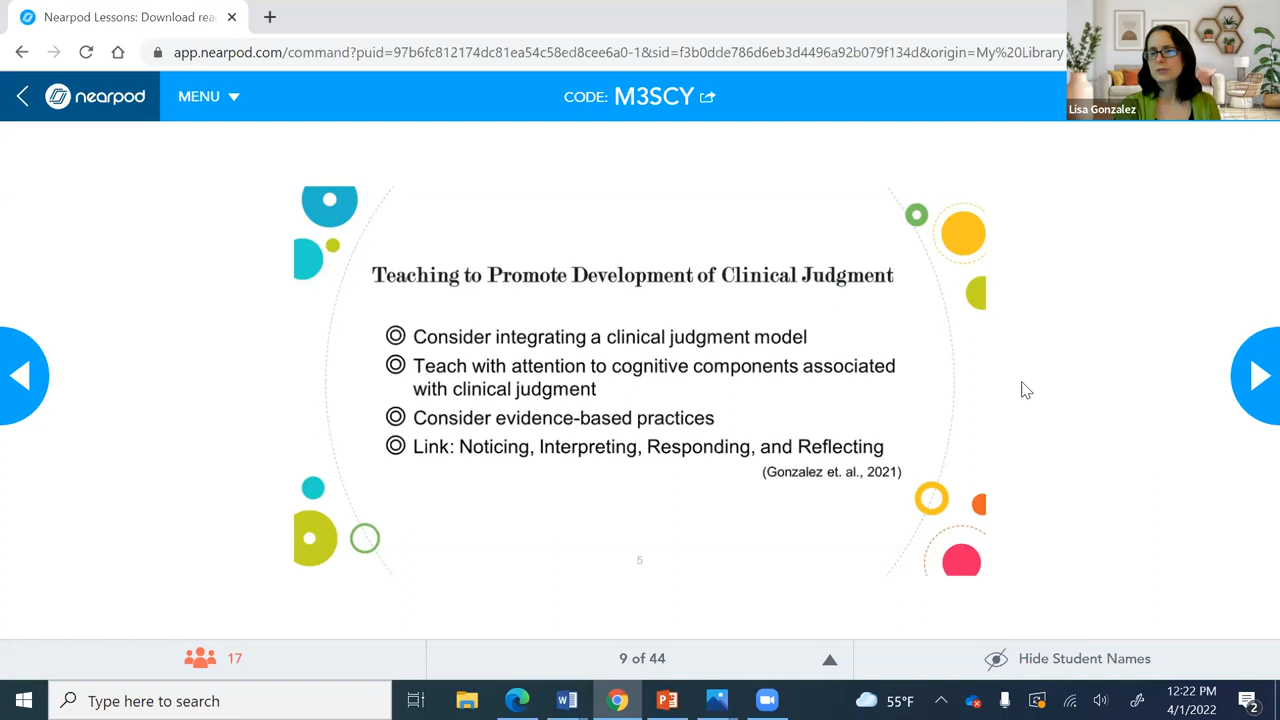 Nearpod Lessons: Download rea
app.nearpod.com/command?puid=97b6fc812174dc81ea54c58ed8cee6a0-1&sid=f3b0dde786d6eb3d4496a92b079f134d&origin=My%20Library
nearpod
MENU
CODE: M3SCY
Lisa Gonzalez
Teaching to Promote Development of Clinical Judgment
Consider integrating a clinical judgment model
Teach with attention to cognitive components associated
with clinical judgment
Consider evidence-based practices
Link: Noticing, Interpreting, Responding, and Reflecting
(Gonzalez et. al., 2021)
5
17
9 of 44
Hide Student Names
Type here to search
55°F
12:22 PM
4/1/2022
2